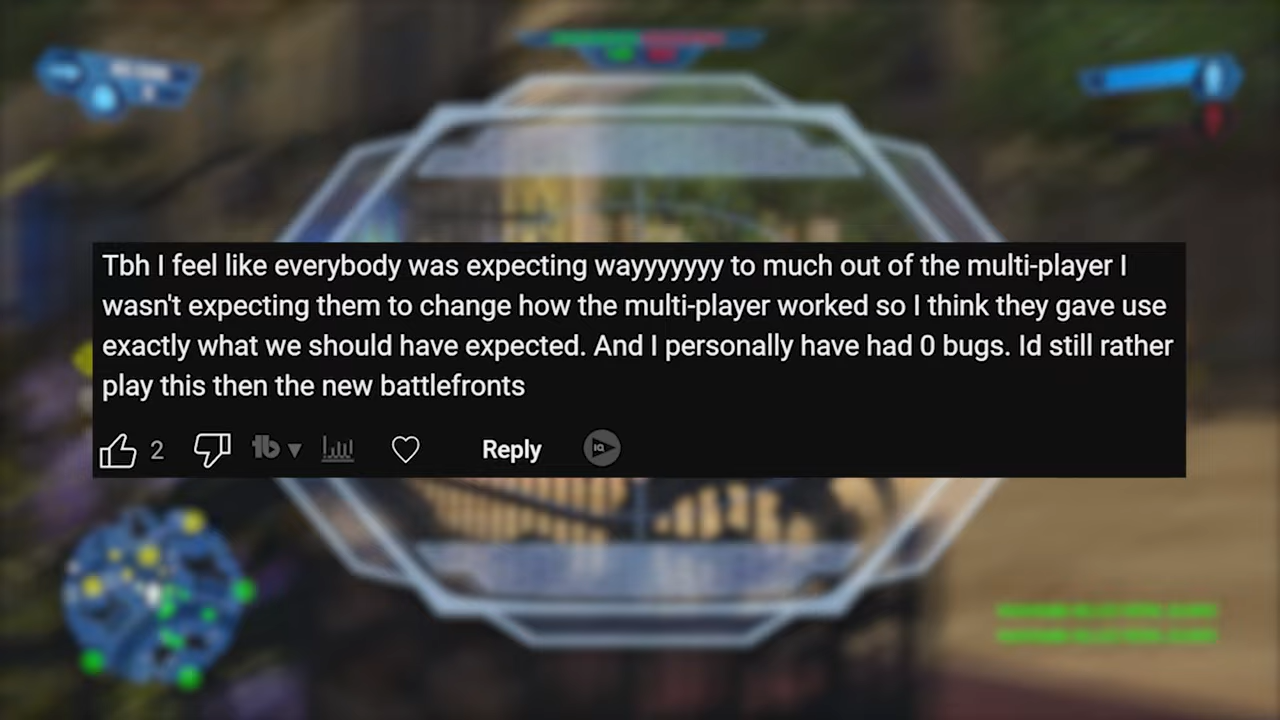 Tbh I feel like everybody was expecting wayyyyyyy to much out of the multi-player I
wasn't expecting them to change how the multi-player worked so I think they gave use
exactly what we should have expected. And I personally have had 0 bugs. Id still rather
play this then the new battlefronts
2
Reply
IQ